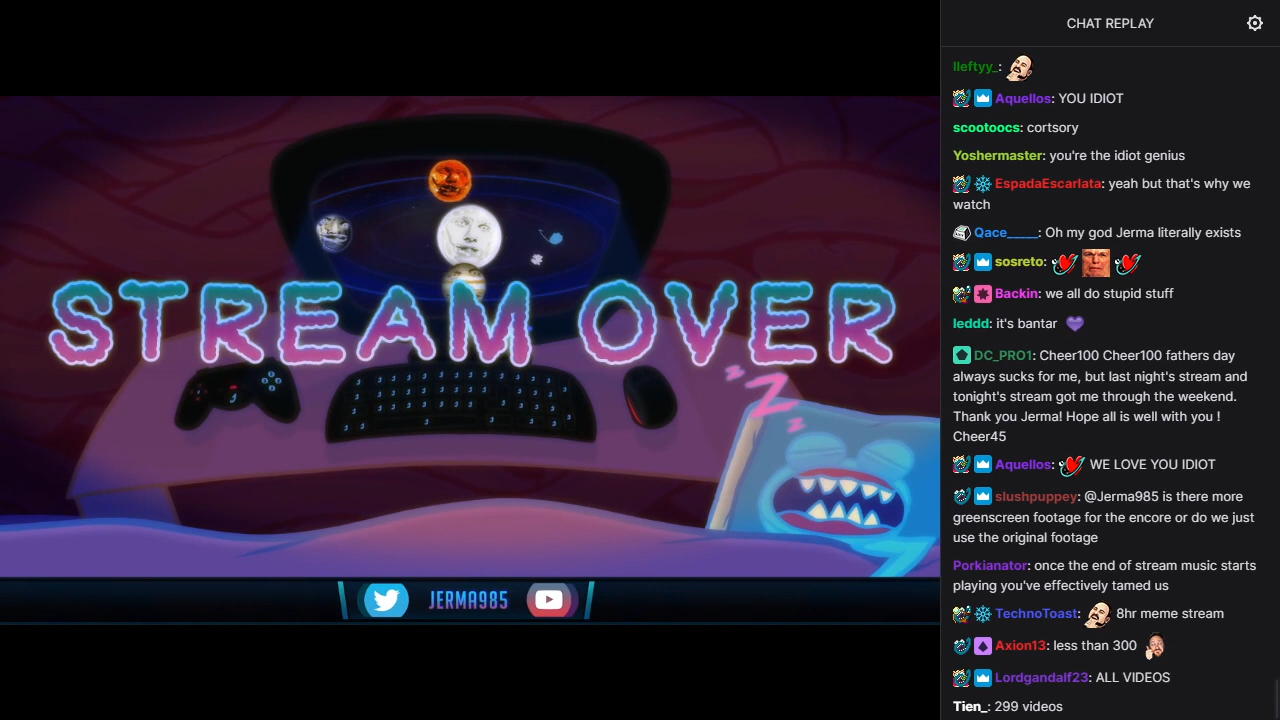 CHAT REPLAY
lleftyy_:
Aquellos: YOU IDIOT
scootoocs: cortsory
Yoshermaster: you're the idiot genius
EspadaEscarlata: yeah but that's why we
watch
Qace_____: Oh my god Jerma literally exists
sosreto:
Backin: we all do stupid stuff
leddd: it's bantar
DC_PRO1: Cheer100 Cheer100 fathers day
always sucks for me, but last night's stream and
tonight's stream got me through the weekend.
Thank you Jerma! Hope all is well with you !
Cheer45
Aquellos: WE LOVE YOU IDIOT
slushpuppey: @Jerma985 is there more
greenscreen footage for the encore or do we just
use the original footage
Porkianator: once the end of stream music starts
playing you've effectively tamed us
TechnoToast: 8hr meme stream
Axion13: less than 300
Lordgandalf23: ALL VIDEOS
Tien_: 299 videos
STREAM OVER
z
Z
z
JERMA985